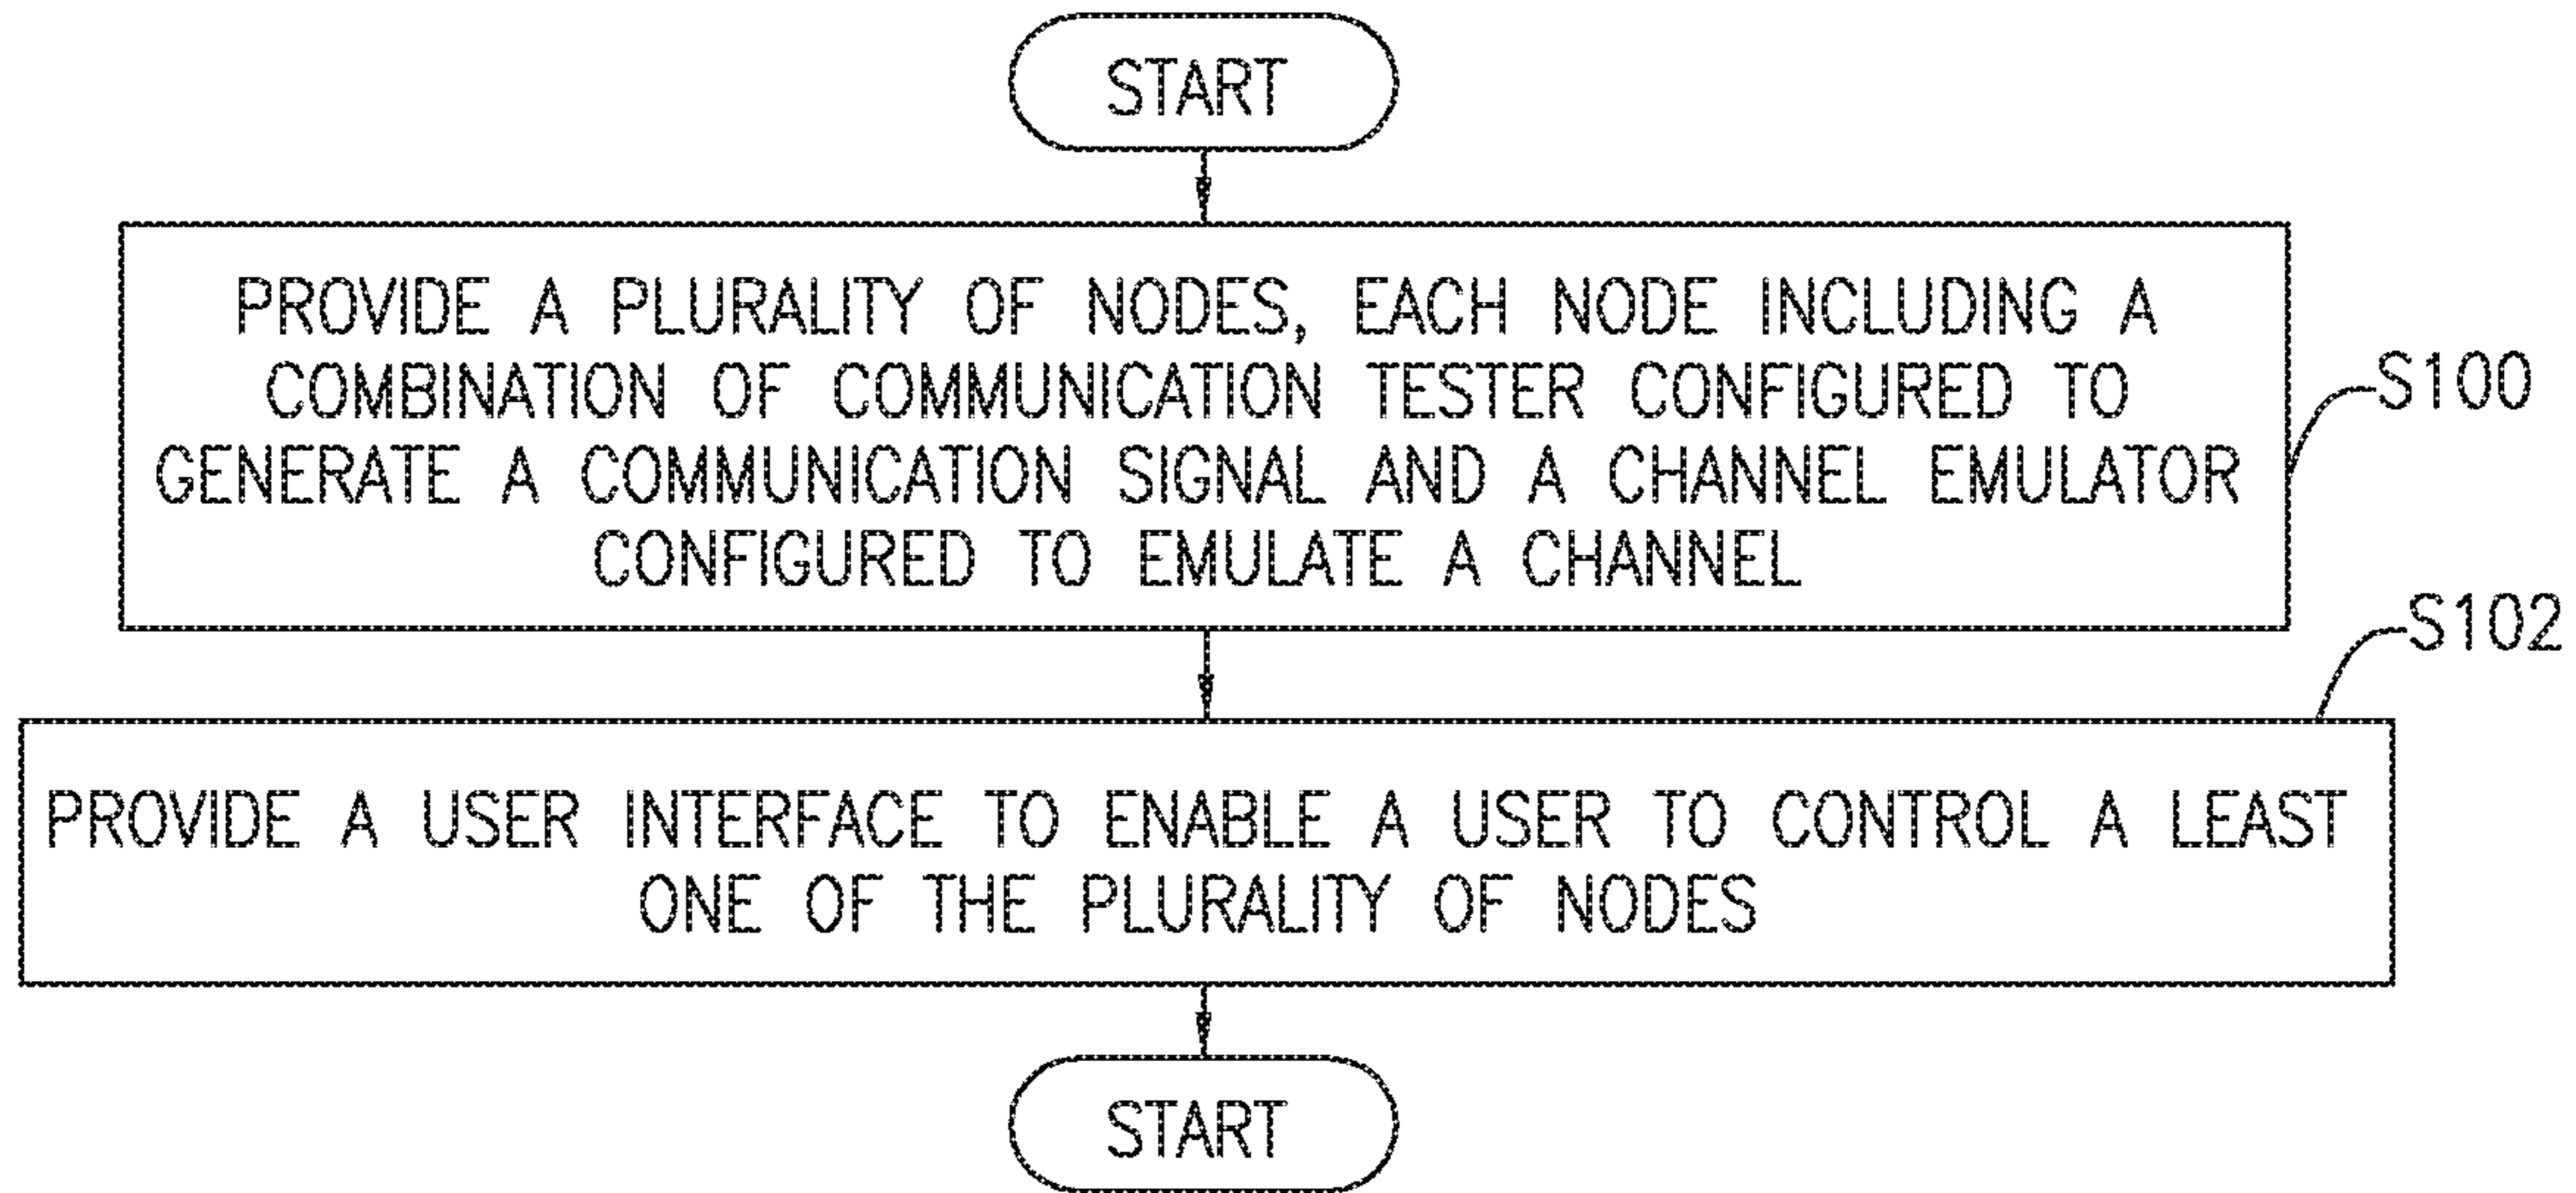 START
PROVIDE A PLURALITY OF NODES, EACH NODE INCLUDING A
COMBINATION OF COMMUNICATION TESTER CONFIGURED TO
GENERATE A COMMUNICATION SIGNAL AND A CHANNEL EMULATOR
CONFIGURED TO EMULATE A CHANNEL
S100
S102
PROVIDE A USER INTERFACE TO ENABLE A USER TO CONTROL A LEAST
ONE OF THE PLURALITY OF NODES
START